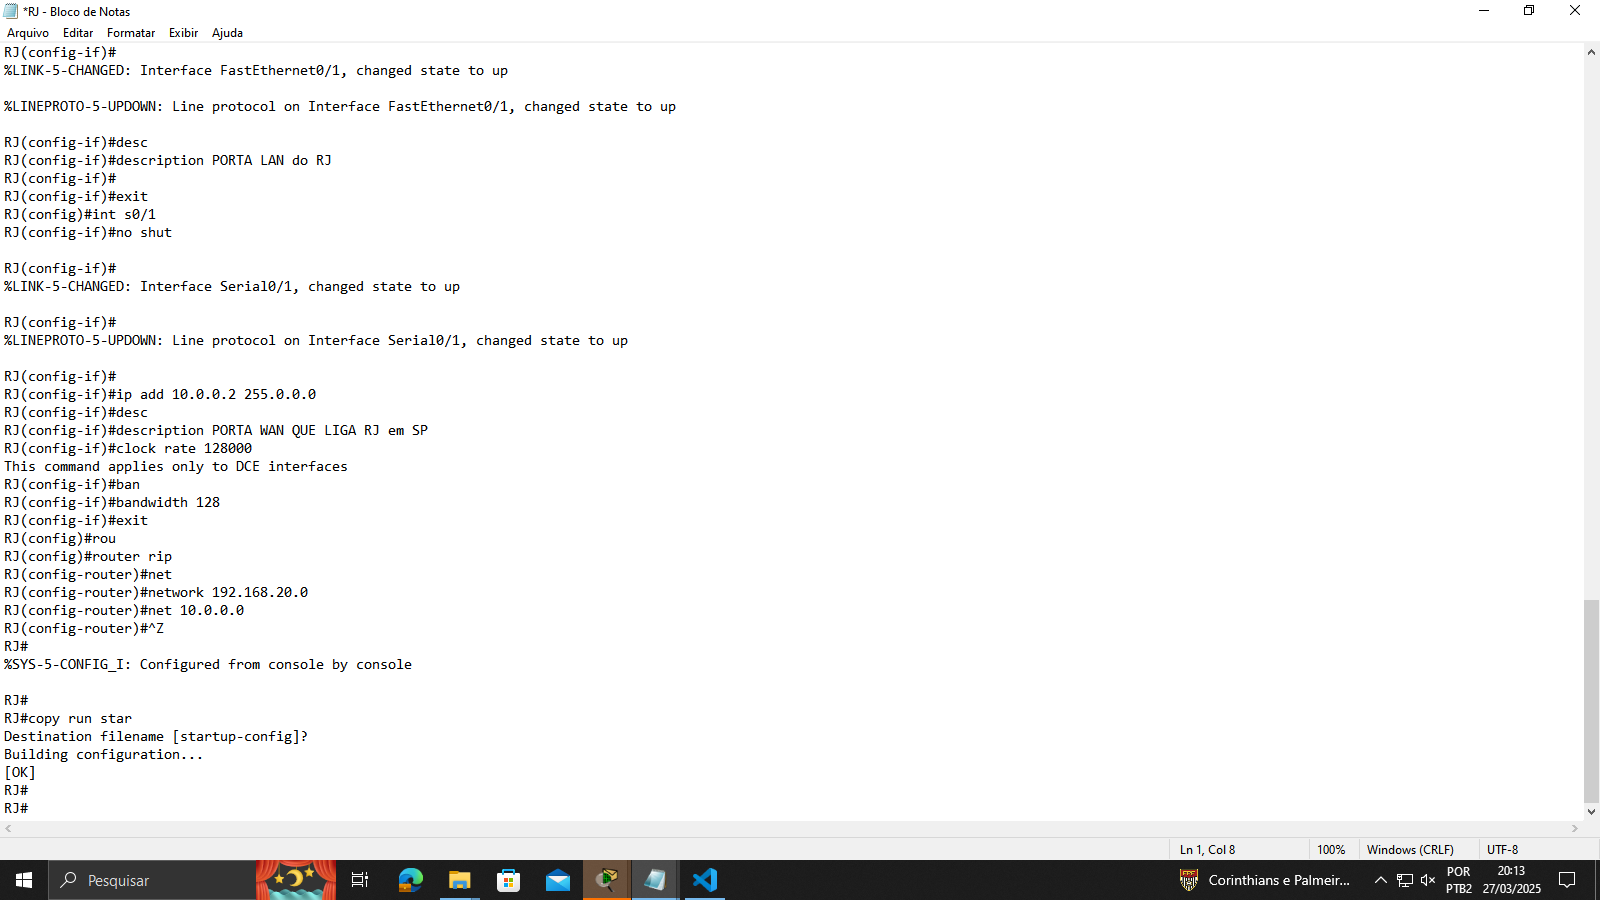 *RJ - Bloco de Notas
Arquivo Editar Formatar Exibir Ajuda
RJ(config-if)#
%LINK-5-CHANGED: Interface FastEthernet0/1, changed state to up
%LINEPROTO-5-UPDOWN: Line protocol on Interface FastEthernet0/1, changed state to up
RJ(config-if)#desc
RJ(config-if)#description PORTA LAN do RJ
RJ(config-if)#
RJ(config-if)#exit
RJ(config)#int s0/1
RJ(config-if)#no shut
RJ(config-if)#
%LINK-5-CHANGED: Interface Serial0/1, changed state to up
RJ(config-if)#
%LINEPROTO-5-UPDOWN: Line protocol on Interface Serial0/1, changed state to up
RJ(config-if)#
RJ(config-if)#ip add 10.0.0.2 255.0.0.0
RJ(config-if)#desc
RJ(config-if)#description PORTA WAN QUE LIGA RJ em SP
RJ(config-if)#clock rate 128000
This command applies only to DCE interfaces
RJ(config-if)#ban
RJ(config-if)#bandwidth 128
RJ(config-if)#exit
RJ(config)#rou
RJ(config)#router rip
RJ(config-router)#net
RJ(config-router)#network 192.168.20.0
RJ(config-router)#net 10.0.0.0
RJ(config-router)#^Z
RJ#
%SYS-5-CONFIG_I: Configured from console by console
RJ#
RJ#copy run star
Destination filename [startup-config]?
Building configuration...
[OK]
RJ#
RJ#
Ln 1, Col 8 100% Windows (CRLF) UTF-8
Pesquisar Corinthians e Palmeir... POR PTB2 20:13 27/03/2025